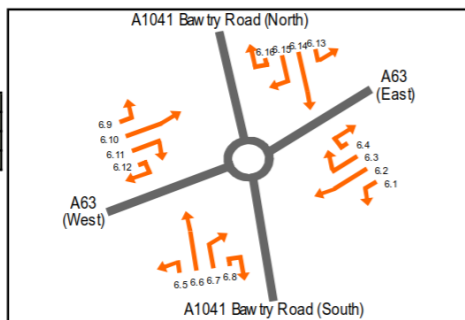 A1041 Bawtry Road (North)
6.16 6.15 6.14 6.13
A63
(East)
6.9
6.10
6.11
6.12
6.4
6.3
6.2
6.1
A63
(West)
6.5 6.6 6.7 6.8
A1041 Bawtry Road (South)